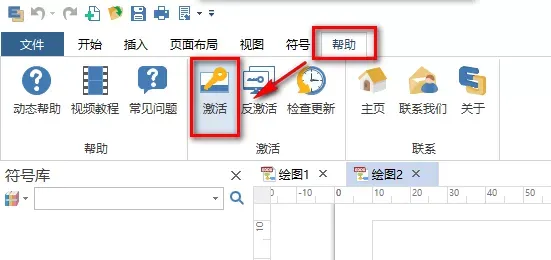 文件 开始 插入 页面布局 视图 符号 帮助
动态帮助 视频教程 常见问题 激活 反激活 检查更新 主页 联系我们 关于
帮助 激活 联系
符号库 绘图1 绘图2
-10 0 10 20 30 40 50 60 70 80 90
10